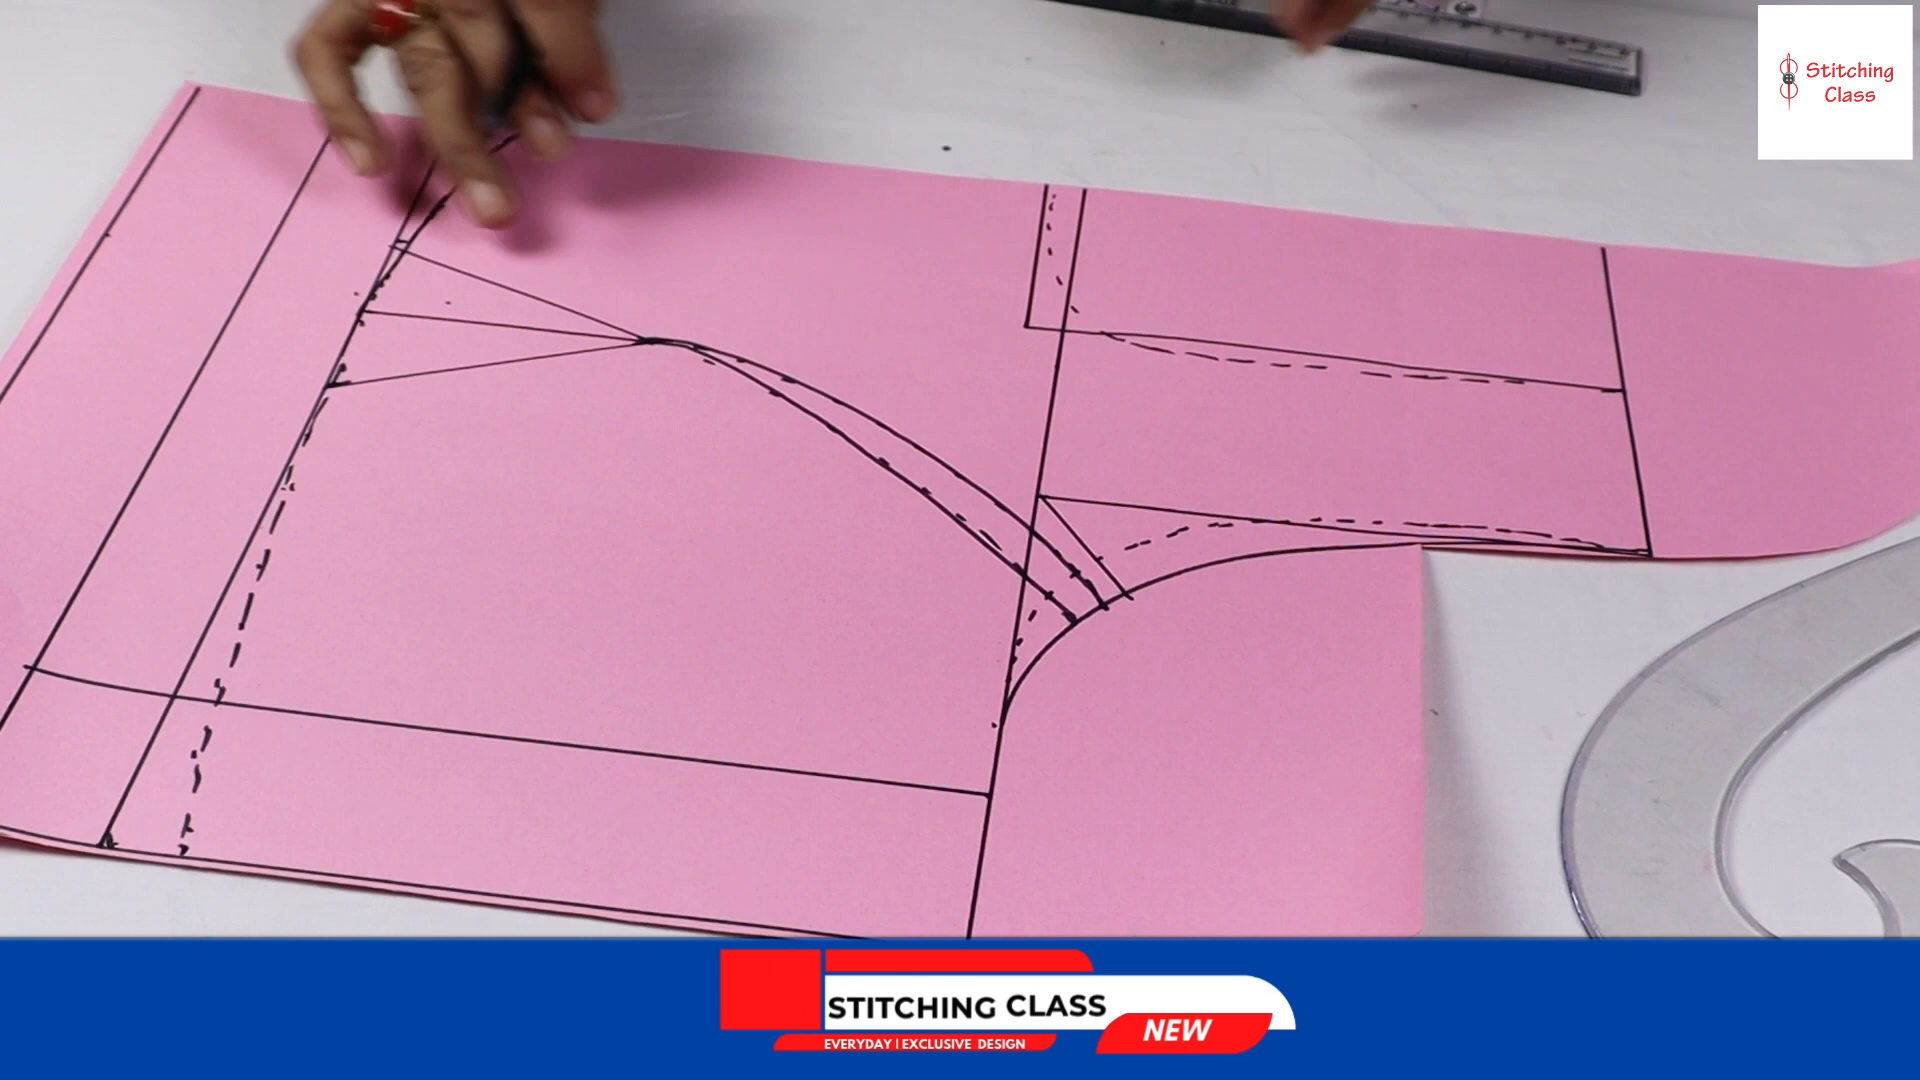 Stitching
Class
STITCHING CLASS
NEW
EVERYDAY | EXCLUSIVE DESIGN